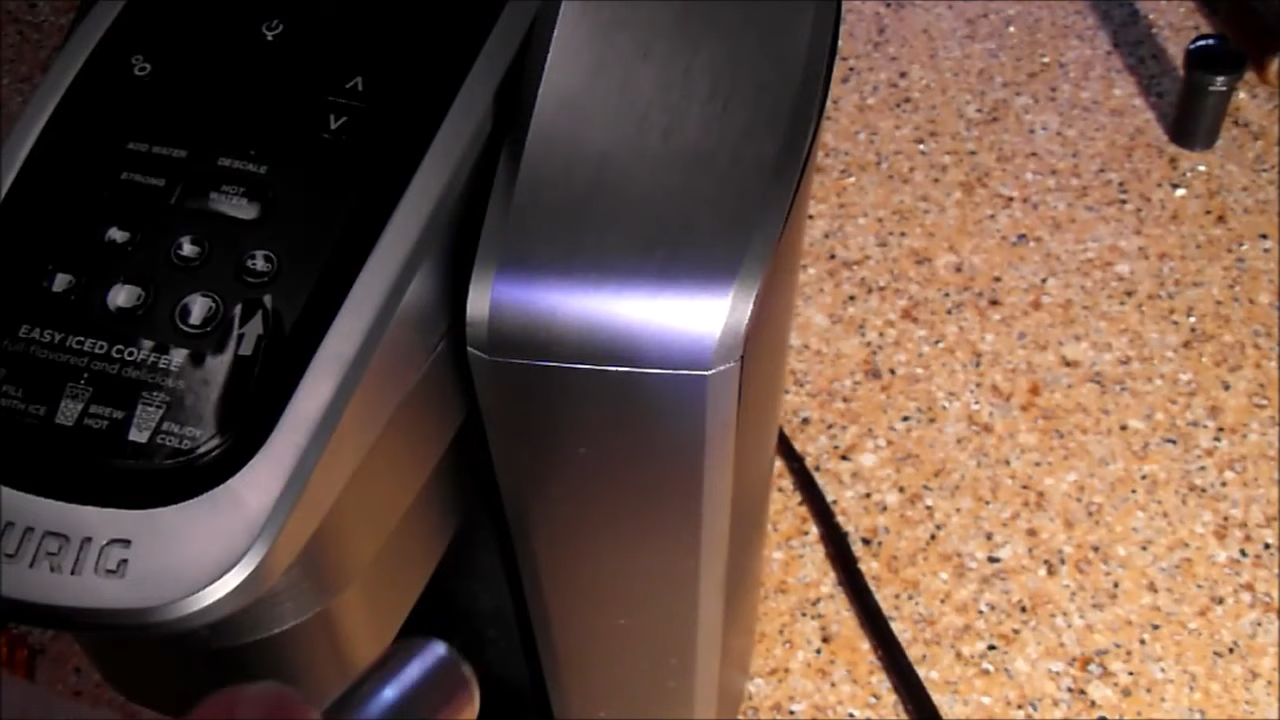 ADD WATER
DESCALE
STRONG
HOT
WATER
ICED
EASY ICED COFFEE
full-flavored and delicious
FILL
WITH ICE
BREW
HOT
ENJOY
COLD
URIG